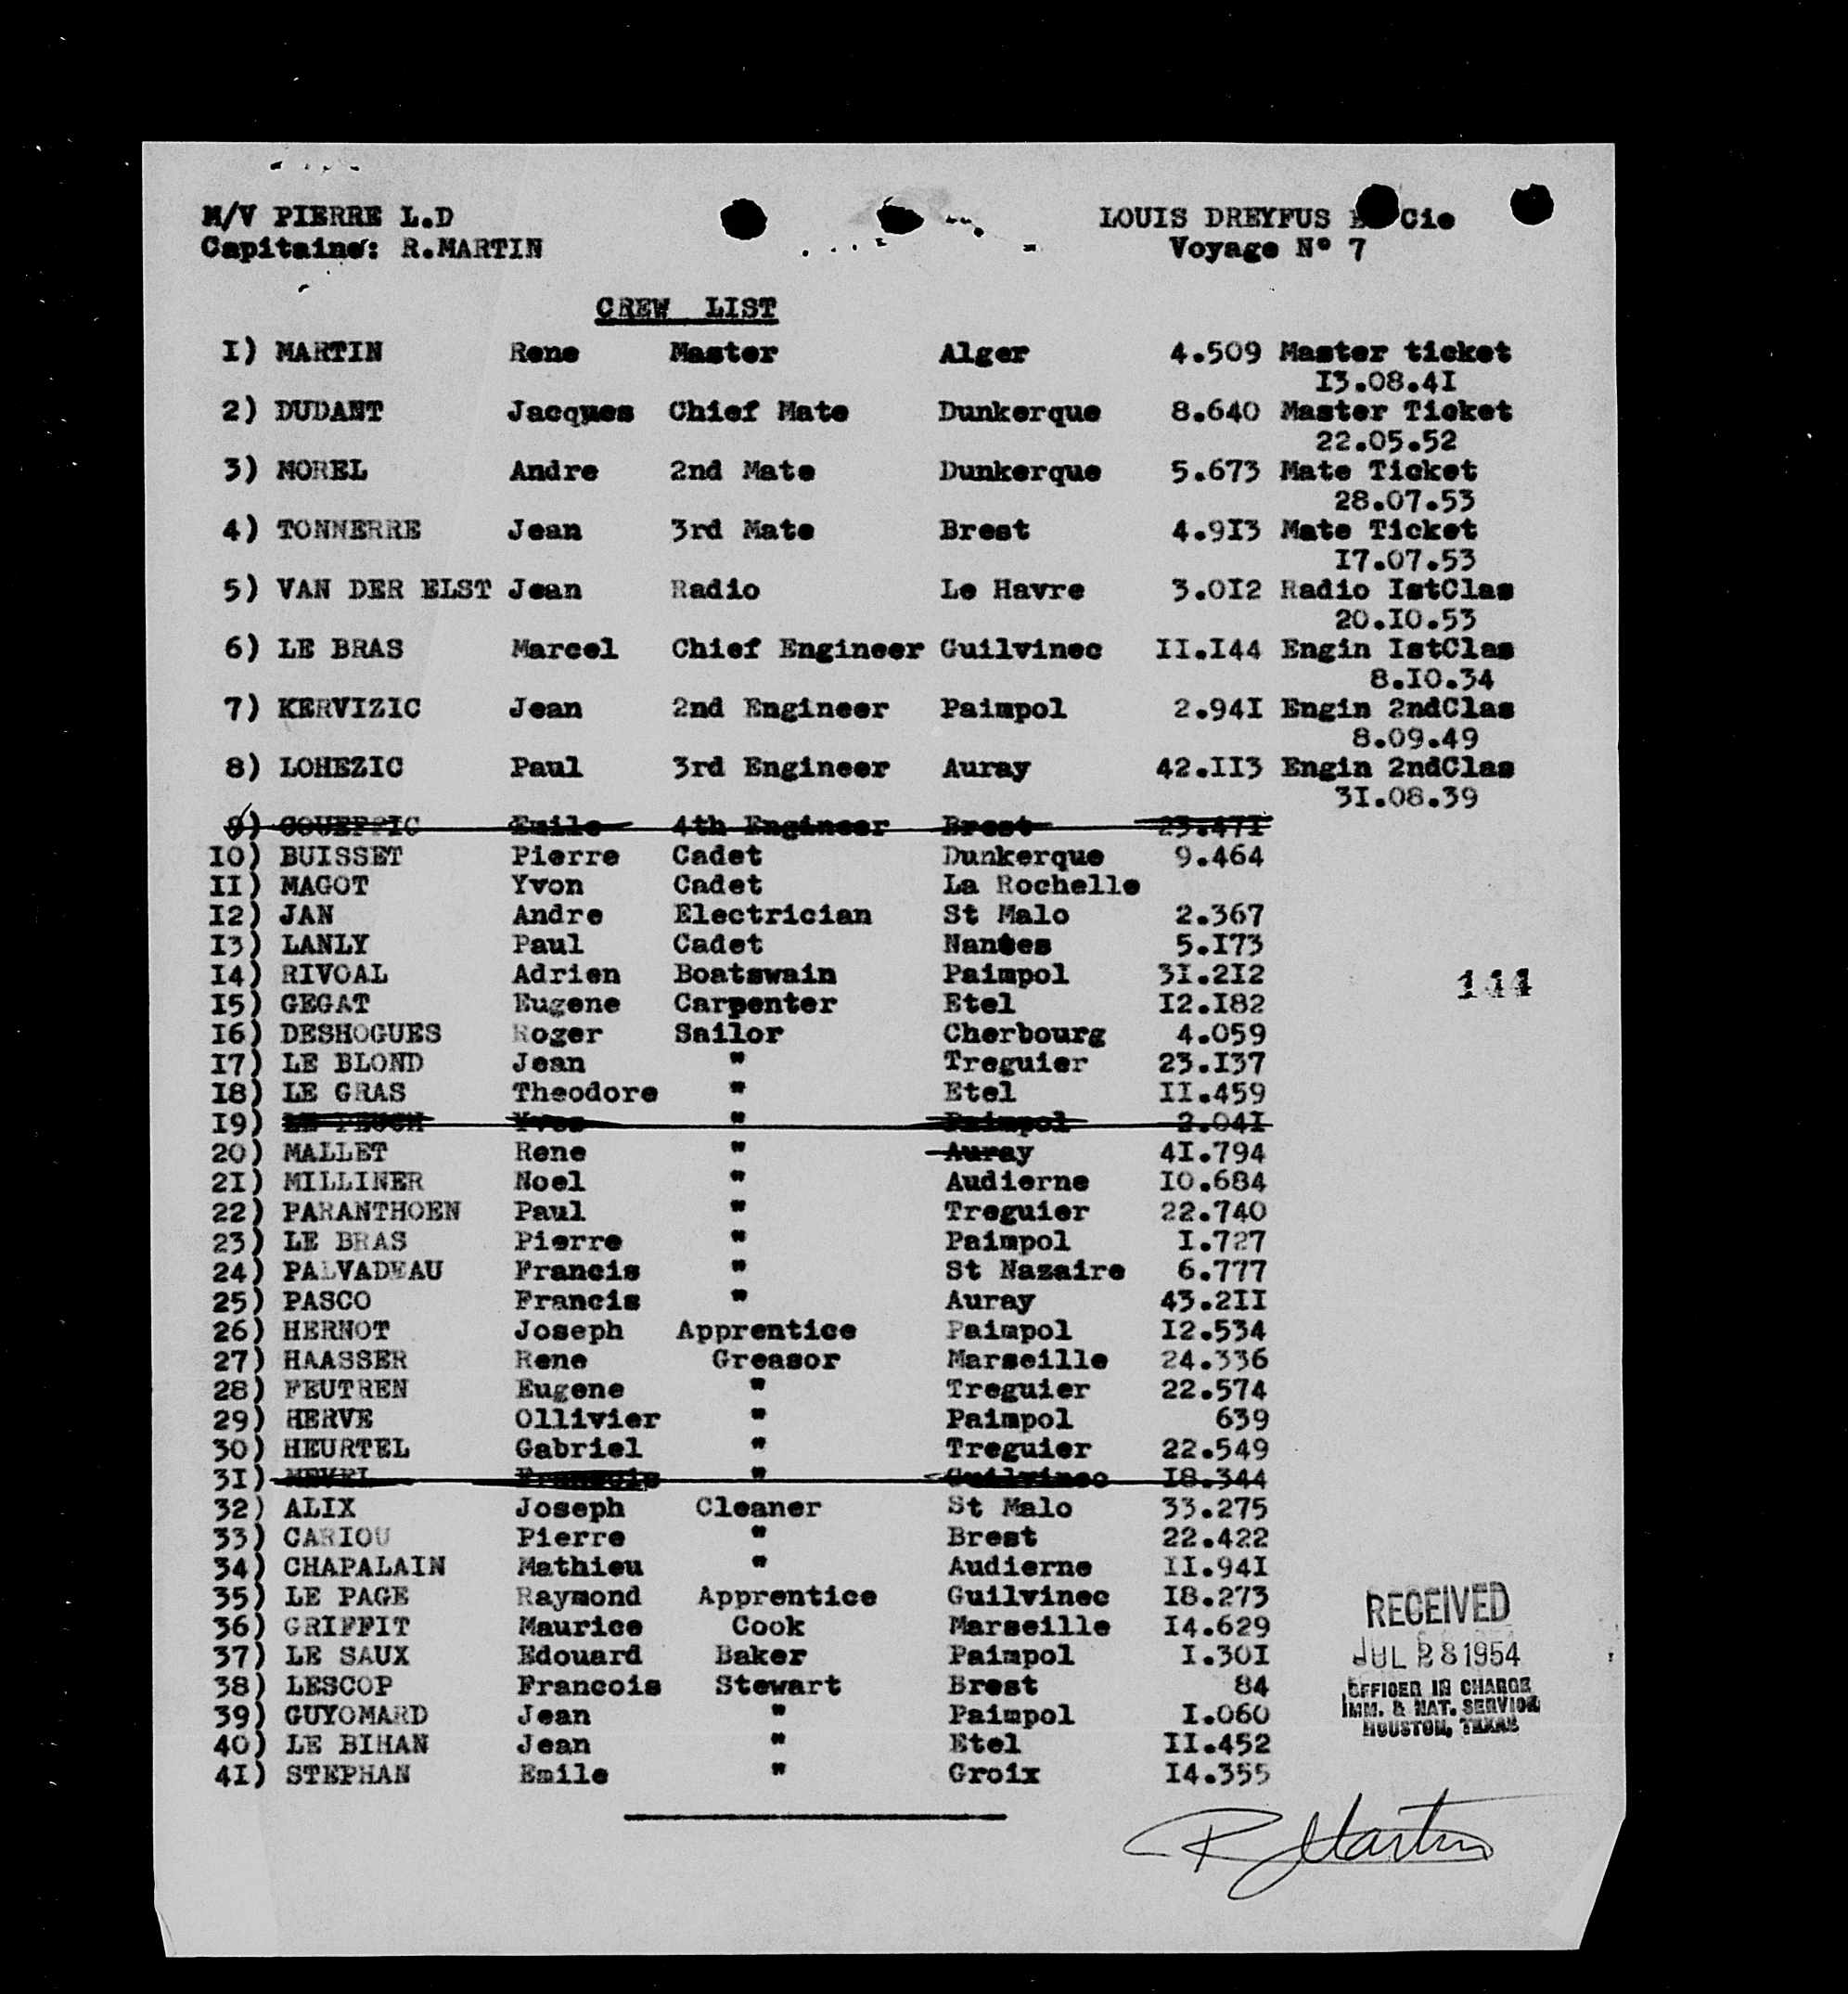 M/V PIERRE L.D LOUIS DREYFUS Cie
Capitaine: R.MARTIN Voyage N° 7
CREW LIST
I) MARTIN Rene Master Alger 4.509 Master ticket
I3.08.4I
2) DUDANT Jacques Chief Mate Dunkerque 8.640 Master Ticket
22.05.52
3) MOREL Andre 2nd Mate Dunkerque 5.673 Mate Ticket
28.07.53
4) TONNERRE Jean 3rd Mate Brest 4.9I3 Mate Ticket
I7.07.53
5) VAN DER ELST Jean Radio Le Havre 3.0I2 Radio IstClas
20.I0.53
6) LE BRAS Marcel Chief Engineer Guilvinec II.I44 Engin IstClas
8.I0.34
7) KERVIZIC Jean 2nd Engineer Paimpol 2.94I Engin 2ndClas
8.09.49
8) LOHEZIC Paul 3rd Engineer Auray 42.II3 Engin 2ndClas
3I.08.39
9) Emile 4th Engineer Brest 23.47I
I0) BUISSET Pierre Cadet Dunkerque 9.464
II) MAGOT Yvon Cadet La Rochelle
I2) JAN Andre Electrician St Malo 2.367
I3) LANLY Paul Cadet Nantes 5.I73
I4) RIVOAL Adrien Boatswain Paimpol 3I.2I2
I5) GEGAT Eugene Carpenter Etel I2.I82
I6) DESHOGUES Roger Sailor Cherbourg 4.059
I7) LE BLOND Jean " Treguier 23.I37
I8) LE GRAS Theodore " Etel II.459
I9) Yves " Paimpol 2.04I
20) MALLET Rene " Auray 4I.794
2I) MILLINER Noel " Audierne I0.684
22) PARANTHOEN Paul " Treguier 22.740
23) LE BRAS Pierre " Paimpol I.727
24) PALVADEAU Francis " St Nazaire 6.777
25) PASCO Francis " Auray 43.2II
26) HERNOT Joseph Apprentice Paimpol I2.534
27) HAASSER Rene Greasor Marseille 24.336
28) FEUTREN Eugene " Treguier 22.574
29) HERVE Ollivier " Paimpol 639
30) HEURTEL Gabriel " Treguier 22.549
3I) " Guilvinec I8.344
32) ALIX Joseph Cleaner St Malo 33.275
33) CARIOU Pierre " Brest 22.422
34) CHAPALAIN Mathieu " Audierne II.94I
35) LE PAGE Raymond Apprentice Guilvinec I8.273
36) GRIFFIT Maurice Cook Marseille I4.629
37) LE SAUX Edouard Baker Paimpol I.30I
38) LESCOP Francois Stewart Brest 84
39) GUYOMARD Jean " Paimpol I.060
40) LE BIHAN Jean " Etel II.452
4I) STEPHAN Emile " Groix I4.355
RECEIVED
JUL 28 1954
OFFICER IN CHARGE
IMM. & NAT. SERVICE
HOUSTON, TEXAS
R Martin